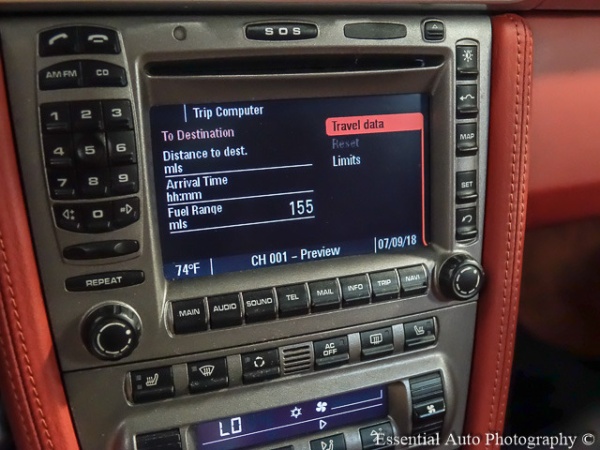 SOS
AM FM CD
1 2 3
4 5 6
7 8 9
0
REPEAT
Trip Computer
To Destination
Distance to dest.
mls
Arrival Time
hh:mm
Fuel Range 155
mls
Travel data
Reset
Limits
74°F CH 001 – Preview 07/09/18
MAP
SET
MAIN AUDIO SOUND TEL MAIL INFO TRIP NAVI
AC
OFF
LO
Essential Auto Photography ©